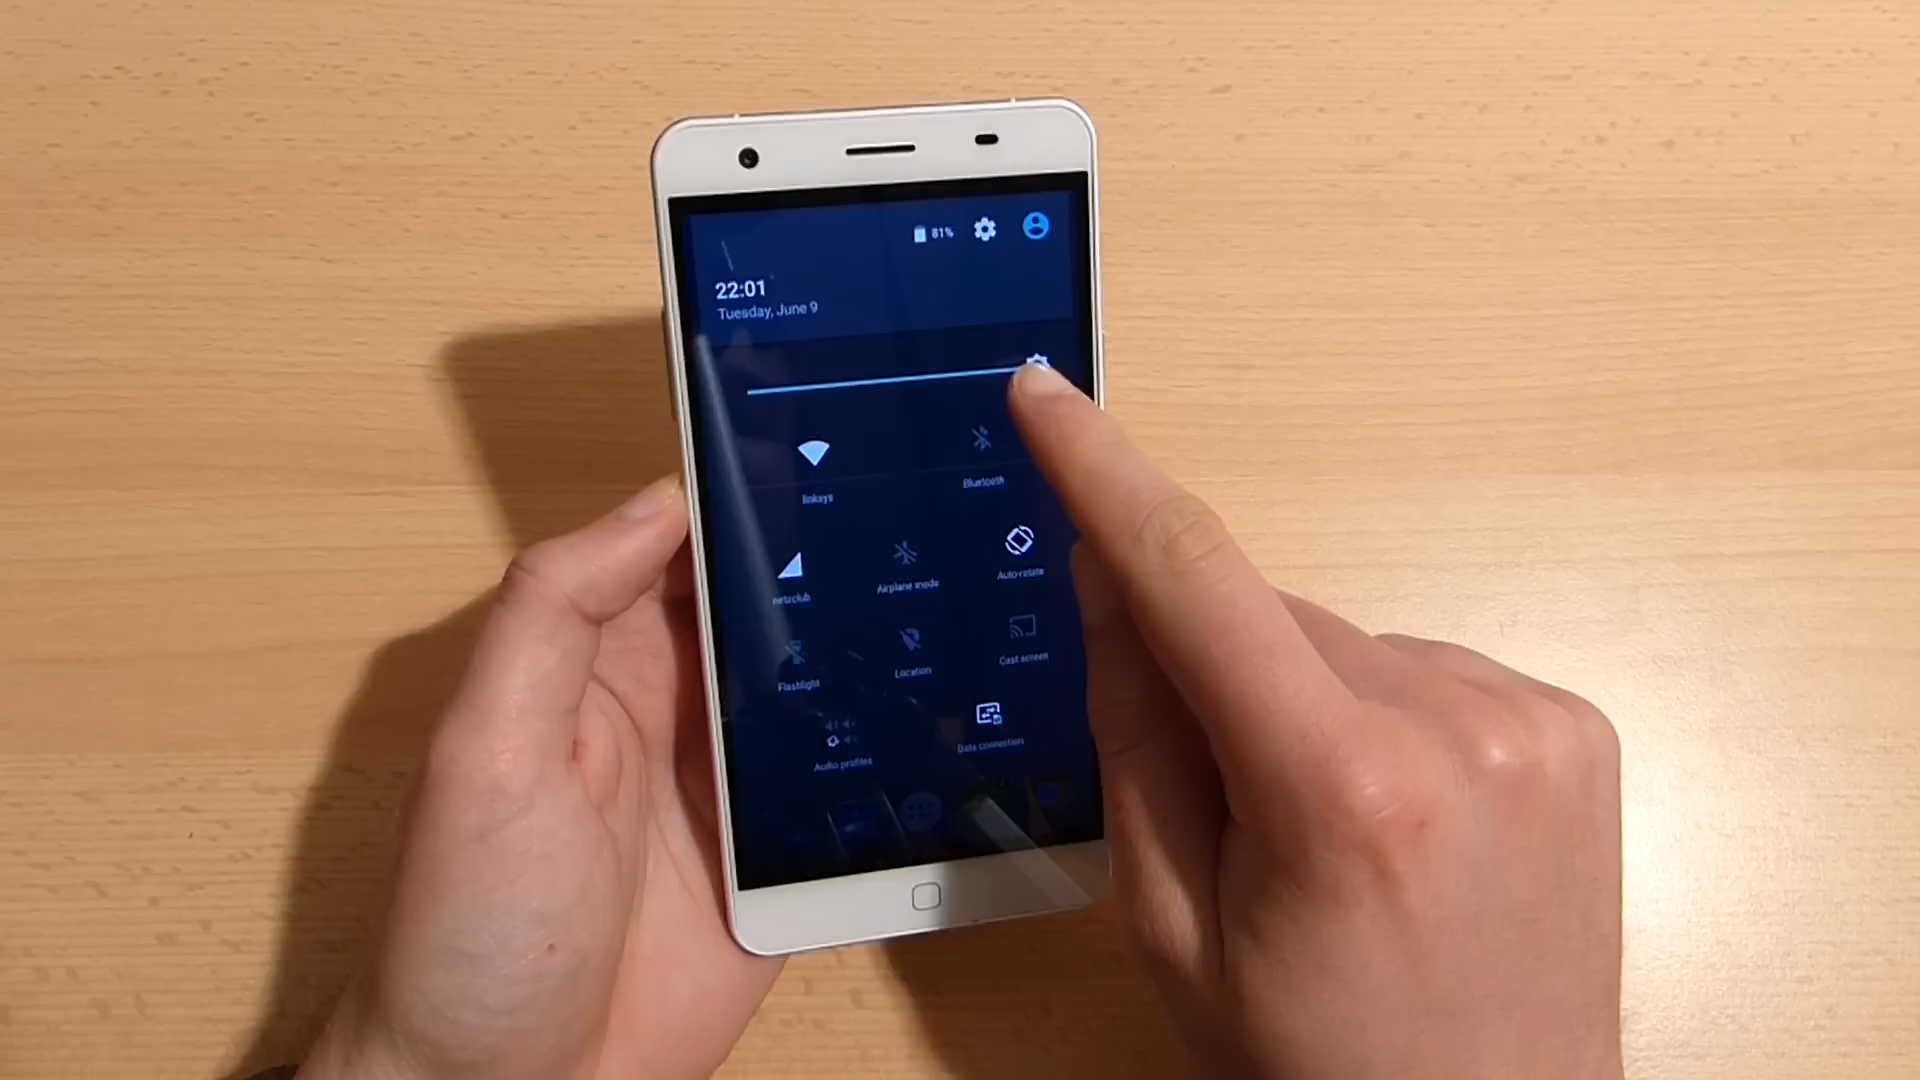 81%
22:01
Tuesday, June 9
linksys
Bluetooth
netzclub
Airplane mode
Auto-rotate
Flashlight
Location
Cast screen
Audio profiles
Data connection